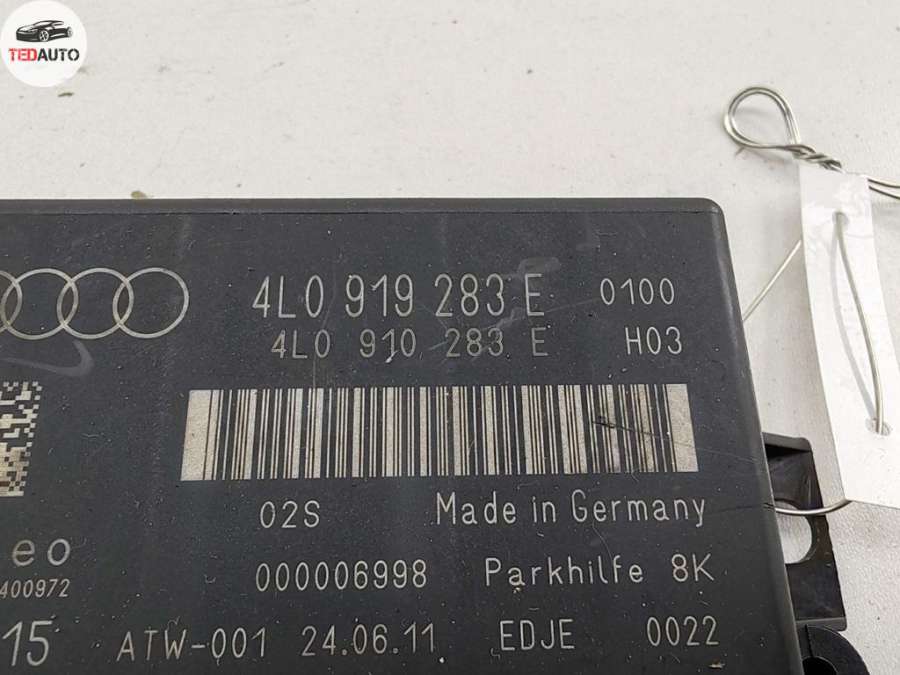 TEDAUTO
4L0 919 283 E 0100
4L0 910 283 E H03
02S Made in Germany
eo
000006998 Parkhilfe 8K
400972
15 ATW-001 24.06.11 EDJE 0022